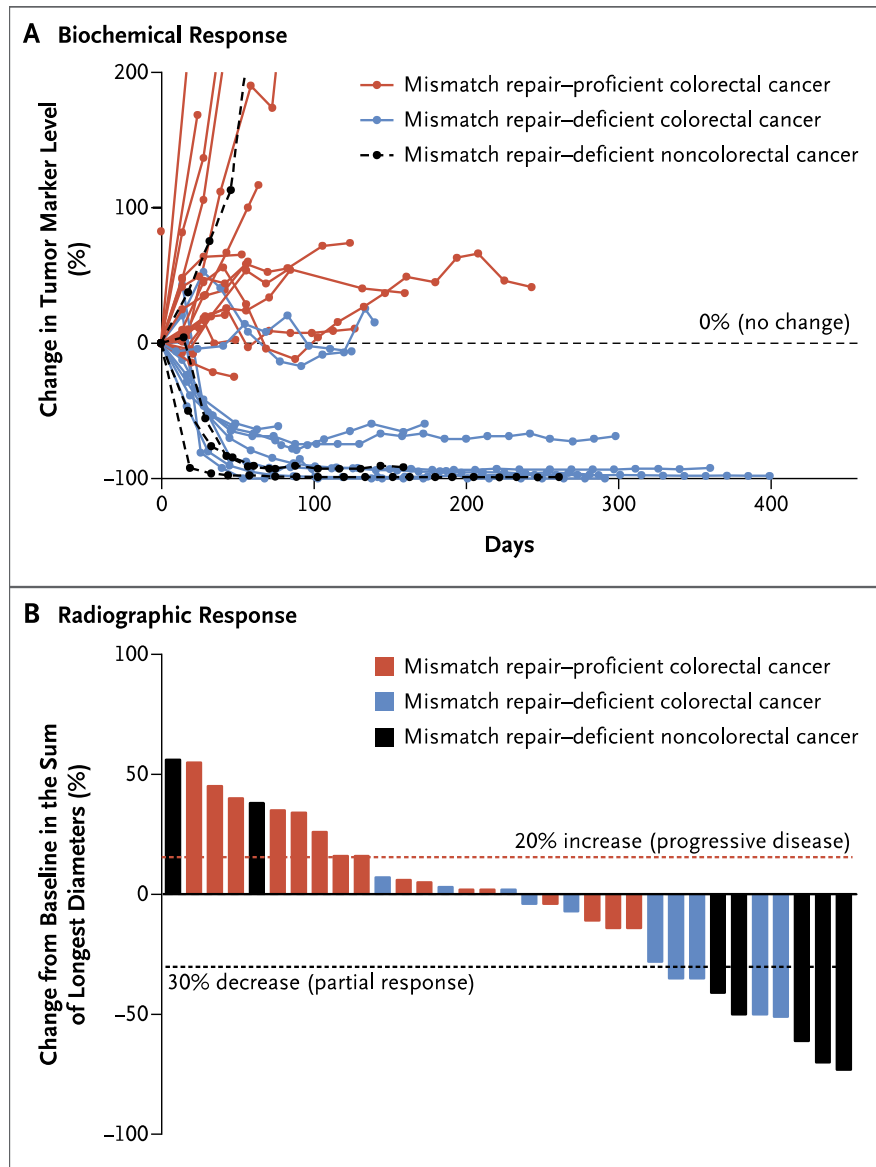 A Biochemical Response
200
100
0
−100
Change in Tumor Marker Level
(%)
Mismatch repair–proficient colorectal cancer
Mismatch repair–deficient colorectal cancer
Mismatch repair–deficient noncolorectal cancer
0% (no change)
0
100
200
300
400
Days
B Radiographic Response
100
50
0
−50
−100
Change from Baseline in the Sum
of Longest Diameters (%)
Mismatch repair–proficient colorectal cancer
Mismatch repair–deficient colorectal cancer
Mismatch repair–deficient noncolorectal cancer
20% increase (progressive disease)
30% decrease (partial response)